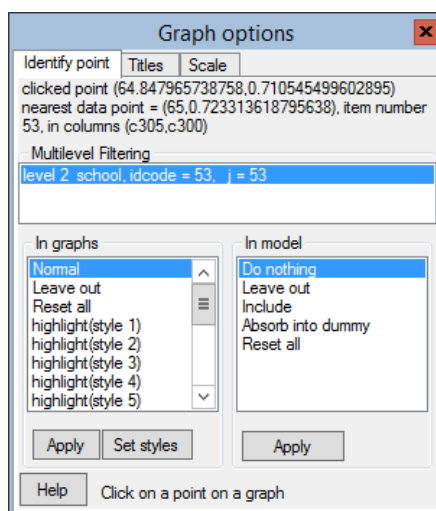 Graph options
Identify point Titles Scale
clicked point (64.847965738758,0.710545499602895)
nearest data point = (65,0.723313618795638), item number
53, in columns (c305,c300)
Multilevel Filtering
level 2 school, idcode = 53, j = 53
In graphs
Normal
Leave out
Reset all
highlight(style 1)
highlight(style 2)
highlight(style 3)
highlight(style 4)
highlight(style 5)
Apply Set styles
In model
Do nothing
Leave out
Include
Absorb into dummy
Reset all
Apply
Help Click on a point on a graph